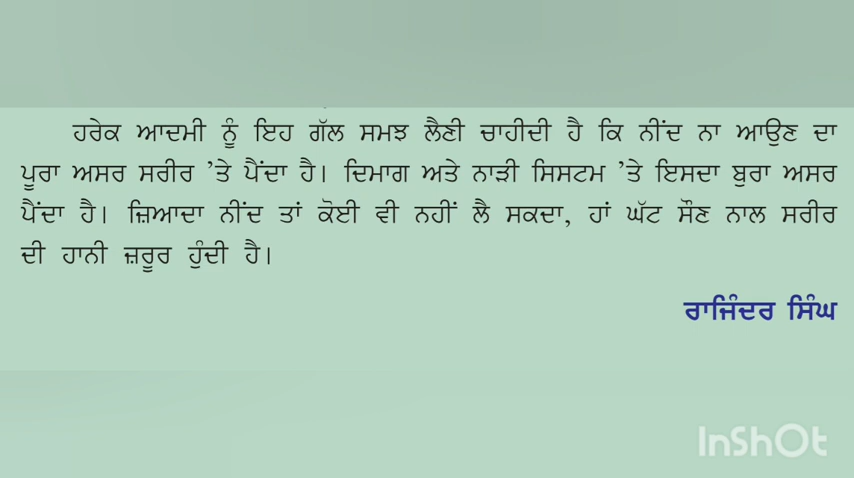 ਹਰੇਕ ਆਦਮੀ ਨੂੰ ਇਹ ਗੱਲ ਸਮਝ ਲੈਣੀ ਚਾਹੀਦੀ ਹੈ ਕਿ ਨੀਂਦ ਨਾ ਆਉਣ ਦਾ
ਪੂਰਾ ਅਸਰ ਸਰੀਰ ’ਤੇ ਪੈਂਦਾ ਹੈ। ਦਿਮਾਗ ਅਤੇ ਨਾੜੀ ਸਿਸਟਮ ’ਤੇ ਇਸਦਾ ਬੁਰਾ ਅਸਰ
ਪੈਂਦਾ ਹੈ। ਜ਼ਿਆਦਾ ਨੀਂਦ ਤਾਂ ਕੋਈ ਵੀ ਨਹੀਂ ਲੈ ਸਕਦਾ, ਹਾਂ ਘੱਟ ਸੌਣ ਨਾਲ ਸਰੀਰ
ਦੀ ਹਾਨੀ ਜ਼ਰੂਰ ਹੁੰਦੀ ਹੈ।
ਰਾਜਿੰਦਰ ਸਿੰਘ
InShOt